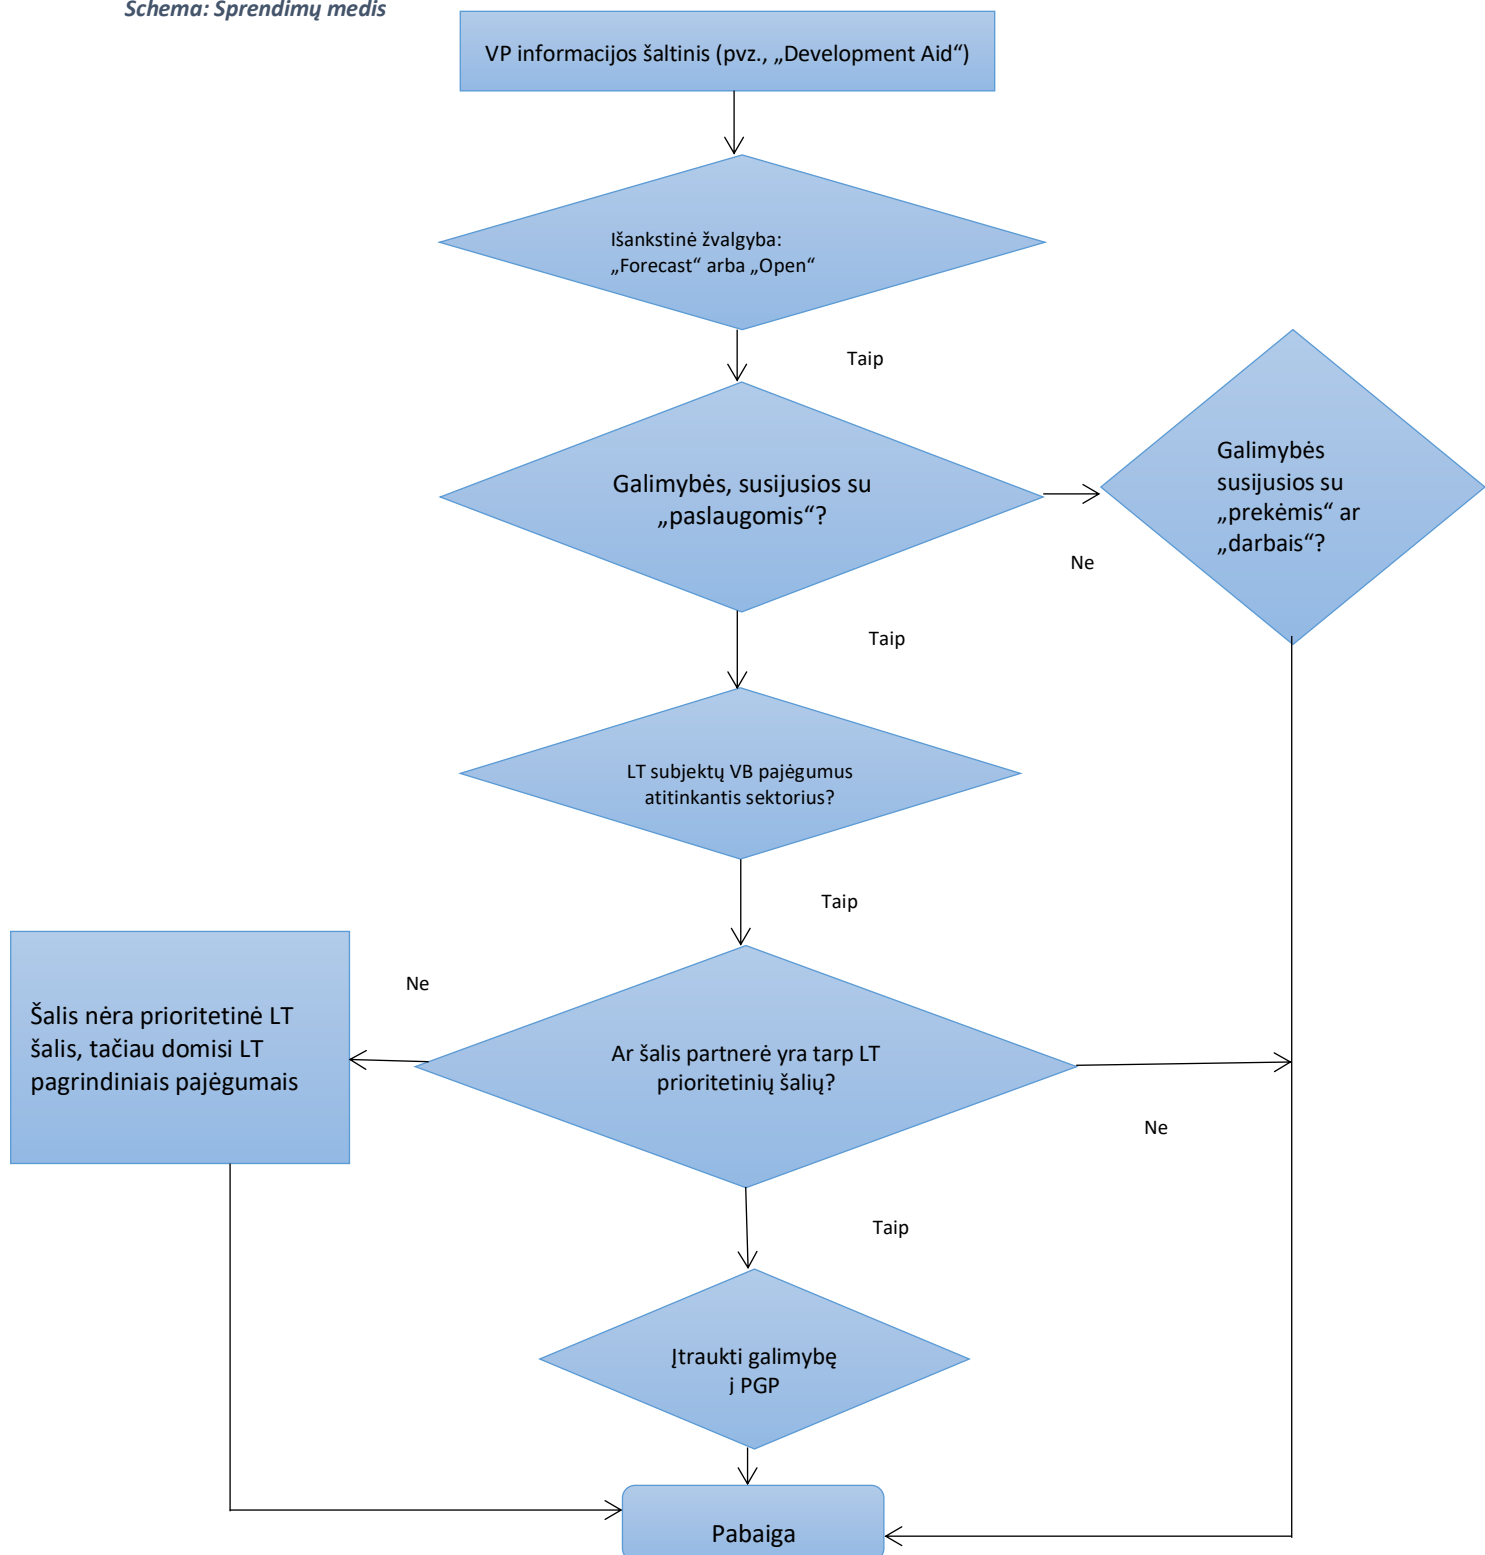 Schema: Sprendimų medis
VP informacijos šaltinis (pvz., „Development Aid“)
Išankstinė žvalgyba:
„Forecast“ arba „Open“
Taip
Galimybės, susijusios su
„paslaugomis“?
Galimybės
susijusios su
„prekėmis“ ar
„darbais“?
Ne
Taip
LT subjektų VB pajėgumus
atitinkantis sektorius?
Taip
Ne
Šalis nėra prioritetinė LT
šalis, tačiau domisi LT
pagrindiniais pajėgumais
Ar šalis partnerė yra tarp LT
prioritetinių šalių?
Ne
Taip
Įtraukti galimybę
į PGP
Pabaiga